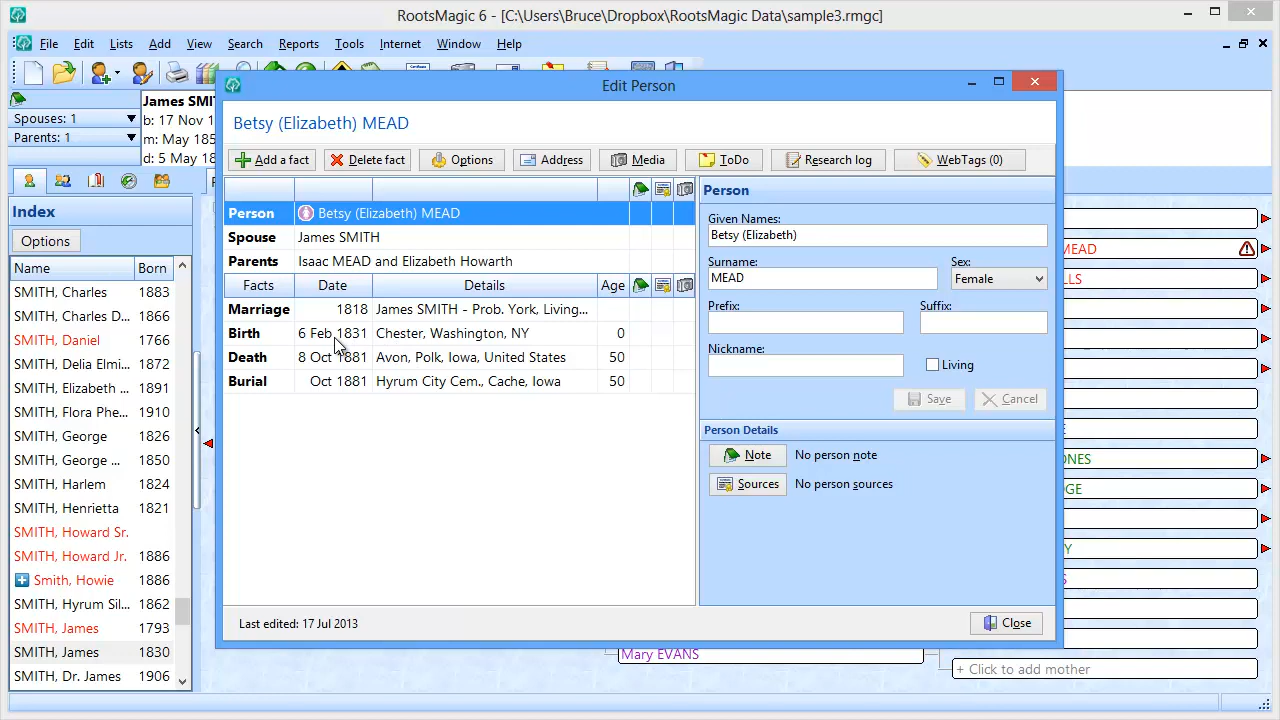 RootsMagic 6 - [C:\Users\Bruce\Dropbox\RootsMagic Data\sample3.rmgc]
File Edit Lists Add View Search Reports Tools Internet Window Help
Edit Person
Spouses: 1
Parents: 1
James SMI
b: 17 Nov 1
m: May 185
d: 5 May 18
Index
Options
Name Born
SMITH, Charles 1883
SMITH, Charles D... 1866
SMITH, Daniel 1766
SMITH, Delia Elmi... 1872
SMITH, Elizabeth ... 1891
SMITH, Flora Phe... 1910
SMITH, George 1826
SMITH, George ... 1850
SMITH, Harlem 1824
SMITH, Henrietta 1821
SMITH, Howard Sr.
SMITH, Howard Jr. 1886
Smith, Howie 1886
SMITH, Hyrum Sil... 1862
SMITH, James 1793
SMITH, James 1830
SMITH, Dr. James 1906
Betsy (Elizabeth) MEAD
Add a fact Delete fact Options Address Media ToDo Research log WebTags (0)
Person Betsy (Elizabeth) MEAD
Spouse James SMITH
Parents Isaac MEAD and Elizabeth Howarth
Facts Date Details Age
Marriage 1818 James SMITH - Prob. York, Living...
Birth 6 Feb 1831 Chester, Washington, NY 0
Death 8 Oct 1881 Avon, Polk, Iowa, United States 50
Burial Oct 1881 Hyrum City Cem., Cache, Iowa 50
Person
Given Names:
Betsy (Elizabeth)
Surname: Sex:
MEAD Female
Prefix: Suffix:
Nickname:
Living
Save Cancel
Person Details
Note No person note
Sources No person sources
Last edited: 17 Jul 2013
Close
MEAD
LLS
E
ONES
GE
Y
S
Mary EVANS
+ Click to add mother